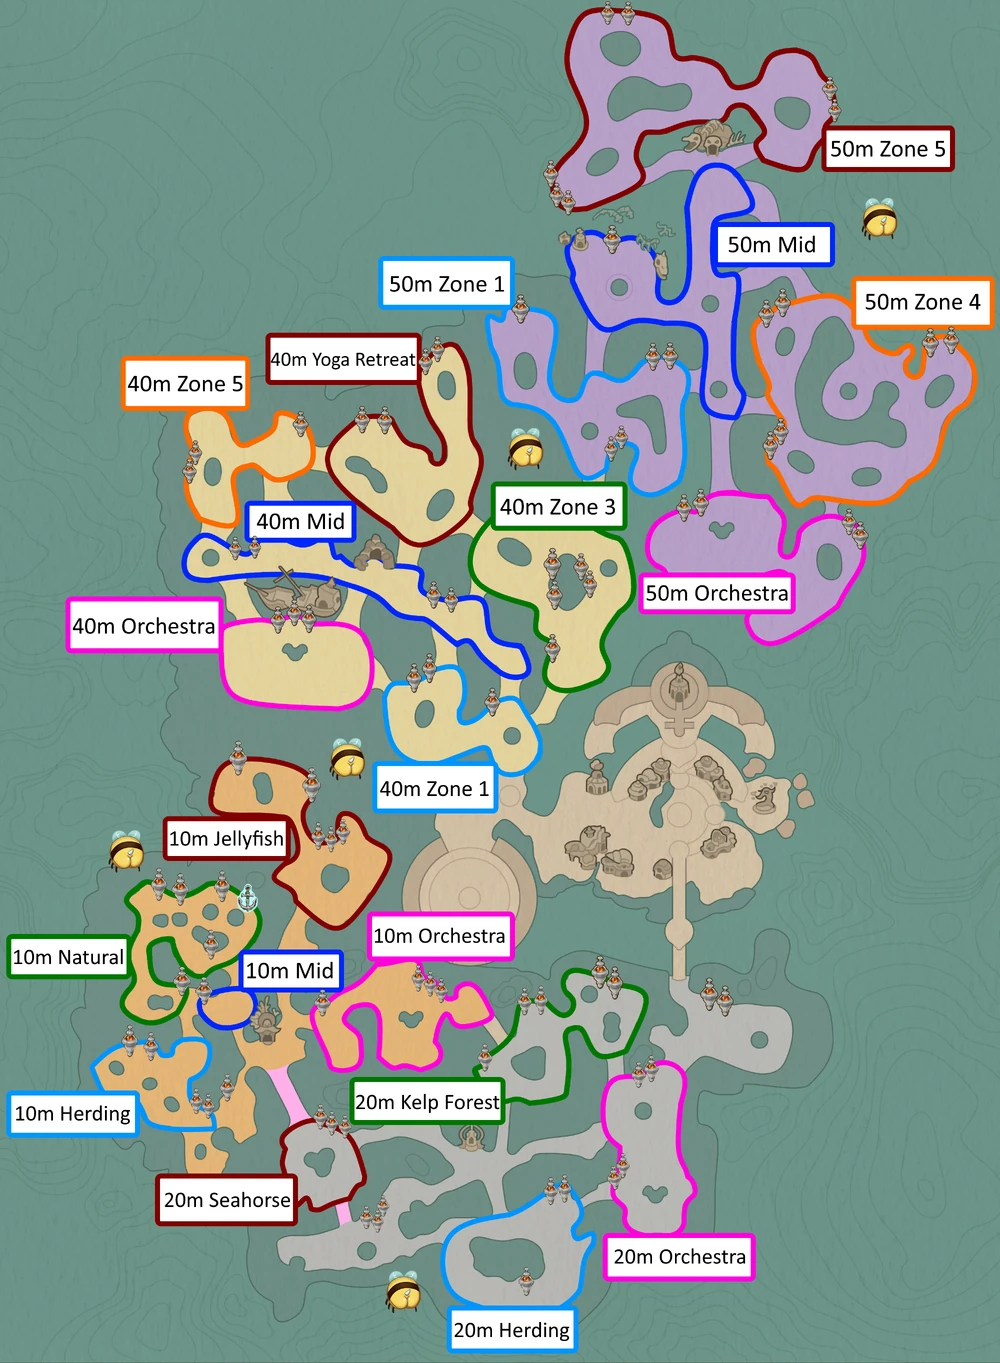 50m Zone 5
50m Mid
50m Zone 1
50m Zone 4
40m Yoga Retreat
40m Zone 5
40m Zone 3
40m Mid
50m Orchestra
40m Orchestra
40m Zone 1
10m Jellyfish
10m Orchestra
10m Natural
10m Mid
20m Kelp Forest
10m Herding
20m Seahorse
20m Orchestra
20m Herding